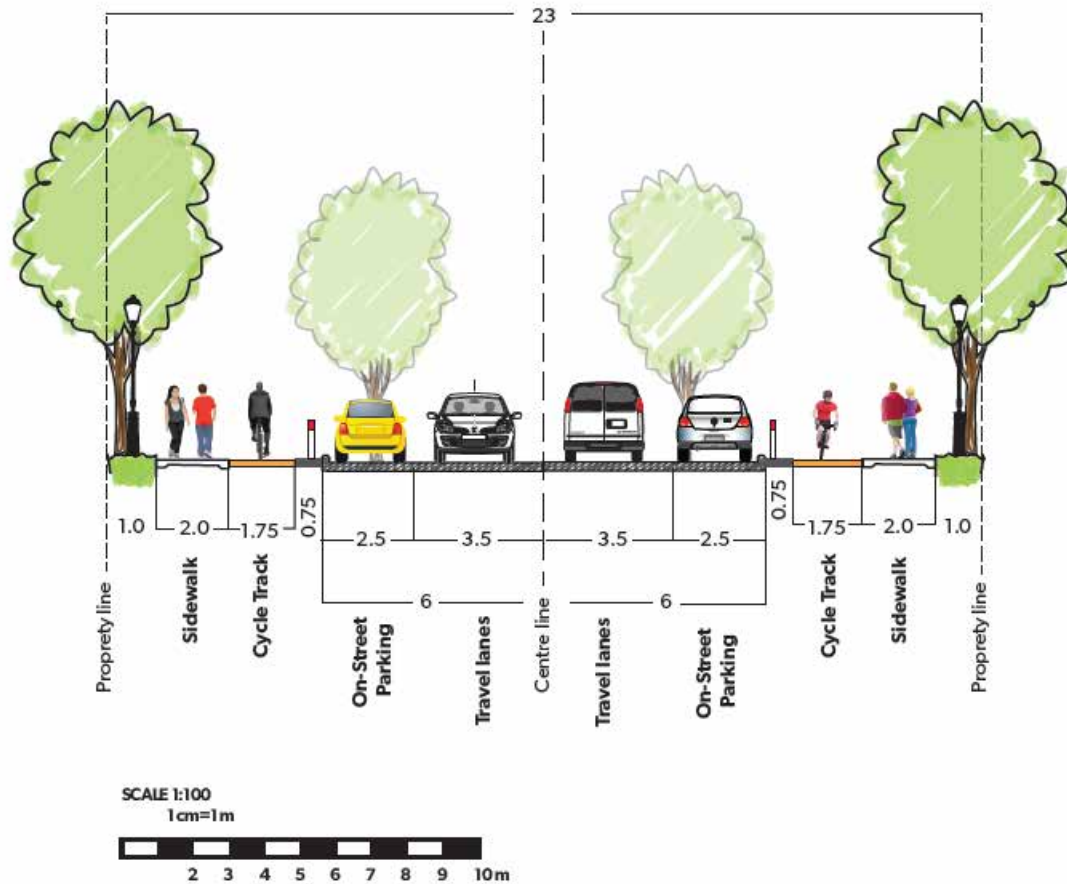 23
1.0
2.0
1.75
0.75
2.5
3.5
3.5
2.5
0.75
1.75
2.0
1.0
6
6
Proprety line
Sidewalk
Cycle Track
On-Street
Parking
Travel lanes
Centre line
Travel lanes
On-Street
Parking
Cycle Track
Sidewalk
Proprety line
SCALE 1:100
1cm=1m
2 3 4 5 6 7 8 9 10m